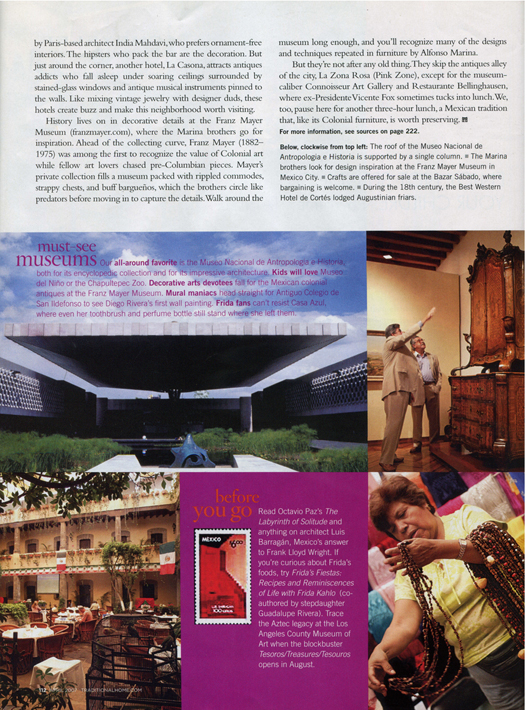 by Paris-based architect India Mahdavi, who prefers ornament-free
interiors. The hipsters who pack the bar are the decoration. But
just around the corner, another hotel, La Casona, attracts antiques
addicts who fall asleep under soaring ceilings surrounded by
stained-glass windows and antique musical instruments pinned to
the walls. Like mixing vintage jewelry with designer duds, these
hotels create buzz and make this neighborhood worth visiting.
History lives on in decorative details at the Franz Mayer
Museum (franzmayer.com), where the Marina brothers go for
inspiration. Ahead of the collecting curve, Franz Mayer (1882–
1975) was among the first to recognize the value of Colonial art
while fellow art lovers chased pre-Columbian pieces. Mayer's
private collection fills a museum packed with rippled commodes,
strappy chests, and buff bargueños, which the brothers circle like
predators before moving in to capture the details. Walk around the
museum long enough, and you'll recognize many of the designs
and techniques repeated in furniture by Alfonso Marina.
But they're not after any old thing. They skip the antiques alley
of the city, La Zona Rosa (Pink Zone), except for the museum-
caliber Connoisseur Art Gallery and Restaurante Bellinghausen,
where ex-Presidente Vicente Fox sometimes tucks into lunch. We,
too, pause here for another three-hour lunch, a Mexican tradition
that, like its Colonial furniture, is worth preserving.
For more information, see sources on page 222.
Below, clockwise from top left: The roof of the Museo Nacional de
Antropologia e Historia is supported by a single column. ■ The Marina
brothers look for design inspiration at the Franz Mayer Museum in
Mexico City. ■ Crafts are offered for sale at the Bazar Sábado, where
bargaining is welcome. ■ During the 18th century, the Best Western
Hotel de Cortés lodged Augustinian friars.
must-see
museums Our all-around favorite is the Museo Nacional de Antropologia e Historia,
both for its encyclopedic collection and for its impressive architecture. Kids will love Museo
del Niño or the Chapultepec Zoo. Decorative arts devotees fall for the Mexican colonial
antiques at the Franz Mayer Museum. Mural maniacs head straight for Antiguo Colegio de
San Ildefonso to see Diego Rivera's first wall painting. Frida fans can't resist Casa Azul,
where even her toothbrush and perfume bottle still stand where she left them.
before
you go
MEXICO
Read Octavio Paz's The
Labyrinth of Solitude and
anything on architect Luis
Barragán, Mexico's answer
to Frank Lloyd Wright. If
you're curious about Frida's
foods, try Frida's Fiestas:
Recipes and Reminiscences
of Life with Frida Kahlo (co-
authored by stepdaughter
Guadalupe Rivera). Trace
the Aztec legacy at the Los
Angeles County Museum of
Art when the blockbuster
Tesoros/Treasures/Tesouros
opens in August.
TRADITIONALHOME.COM